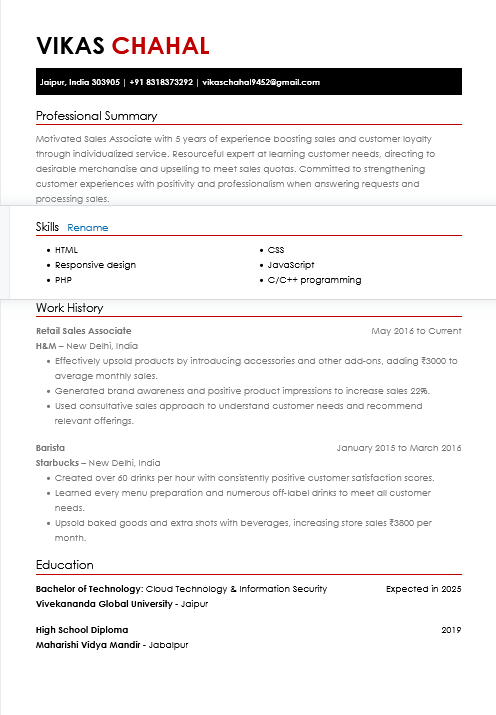 VIKAS CHAHAL
Jaipur, India 303905 | +91 8318373292 | vikaschahal9452@gmail.com
Professional Summary
Motivated Sales Associate with 5 years of experience boosting sales and customer loyalty
through individualized service. Resourceful expert at learning customer needs, directing to
desirable merchandise and upselling to meet sales quotas. Committed to strengthening
customer experiences with positivity and professionalism when answering requests and
processing sales.
Skills Rename
• HTML • CSS
• Responsive design • JavaScript
• PHP • C/C++ programming
Work History
Retail Sales Associate May 2016 to Current
H&M – New Delhi, India
• Effectively upsold products by introducing accessories and other add-ons, adding ₹3000 to
average monthly sales.
• Generated brand awareness and positive product impressions to increase sales 22%.
• Used consultative sales approach to understand customer needs and recommend
relevant offerings.
Barista January 2015 to March 2016
Starbucks – New Delhi, India
• Created over 60 drinks per hour with consistently positive customer satisfaction scores.
• Learned every menu preparation and numerous off-label drinks to meet all customer
needs.
• Upsold baked goods and extra shots with beverages, increasing store sales ₹3800 per
month.
Education
Bachelor of Technology: Cloud Technology & Information Security Expected in 2025
Vivekananda Global University - Jaipur
High School Diploma 2019
Maharishi Vidya Mandir - Jabalpur